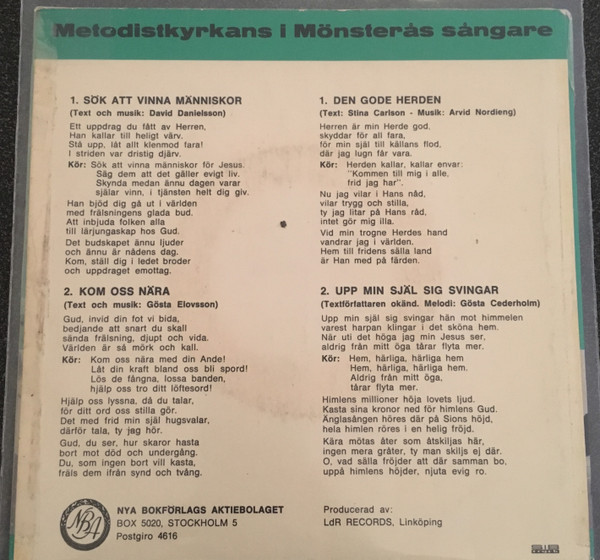 Metodistkyrkans i Mönsterås sångare
1. SÖK ATT VINNA MÄNNISKOR
(Text och musik: David Danielsson)
Ett uppdrag du fått av Herren,
Han kallar till heligt värv.
Stå upp, låt allt klenmod fara!
I striden var dristig djärv.
Kör: Sök att vinna människor för Jesus.
Säg dem att det gäller evigt liv.
Skynda medan ännu dagen varar
själar vinn, i tjänsten helt dig giv.
Han bjöd dig gå ut i världen
med frälsningens glada bud.
Att inbjuda folken alla
till lärjungaskap hos Gud.
Det budskapet ännu ljuder
och ännu är nådens dag.
Kom, ställ dig i ledet broder
och uppdraget emottag.
2. KOM OSS NÄRA
(Text och musik: Gösta Elovsson)
Gud, invid din fot vi bida,
bedjande att snart du skall
sända frälsning, djupt och vida.
Världen är så mörk och kall.
Kör: Kom oss nära med din Ande!
Låt din kraft bland oss bli spord!
Lös de fångna, lossa banden,
hjälp oss tro ditt löftesord!
Hjälp oss lyssna, då du talar,
för ditt ord oss stilla gör.
Det med frid min själ hugsvalar,
därför tala, ty jag hör.
Gud, du ser, hur skaror hasta
bort mot död och undergång.
Du, som ingen bort vill kasta,
fräls dem ifrån synd och tvång.
1. DEN GODE HERDEN
(Text: Stina Carlson - Musik: Arvid Nordieng)
Herren är min Herde god.
skyddar för all fara,
för min själ till källans flod,
där jag lugn får vara.
Kör: Herden kallar, kallar envar:
"Kommen till mig i alle,
frid jag har".
Nu jag vilar i Hans nåd,
vilar trygg och stilla,
ty jag litar på Hans råd,
intet gör mig illa.
Vid min trogne Herdes hand
vandrar jag i världen.
Hem till fridens sälla land
är Han med på färden.
2. UPP MIN SJÄL SIG SVINGAR
(Textförfattaren okänd. Melodi: Gösta Cederholm)
Upp min själ sig svingar hän mot himmelen
varest harpan klingar i det sköna hem.
När uti det höga jag min Jesus ser,
aldrig från mitt öga tårar flyta mer.
Kör: Hem, härliga, härliga hem
Hem, härliga, härliga hem.
Aldrig från mitt öga,
tårar flyta mer.
Himlens millioner höja lovets ljud.
Kasta sina kronor ned för himlens Gud.
Änglasången höres där på Sions höjd,
hela himlen röres i en helig fröjd.
Kära mötas åter som åtskiljas här,
ingen mera gråter, ty man skiljs ej där.
O, vad sälla fröjder att där samman bo,
uppå himlens höjder, njuta evig ro.
NBA
NYA BOKFÖRLAGS AKTIEBOLAGET
BOX 5020, STOCKHOLM 5
Postgiro 4616
Producerad av:
LdR RECORDS, Linköping